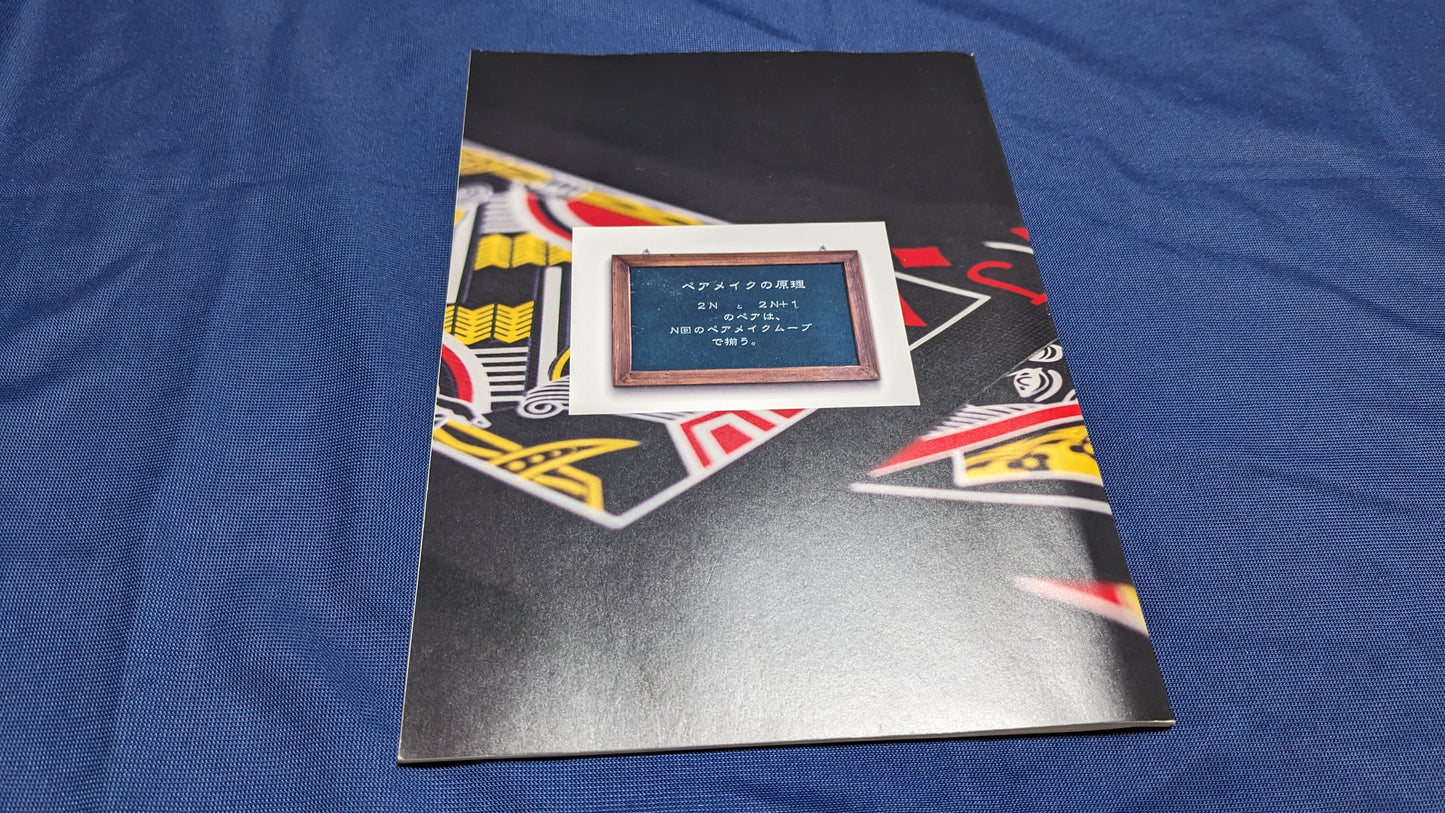 ペアメイクの原理
2N と 2N+1
のペアは、
N回のペアメイクムーブ
で揃う。